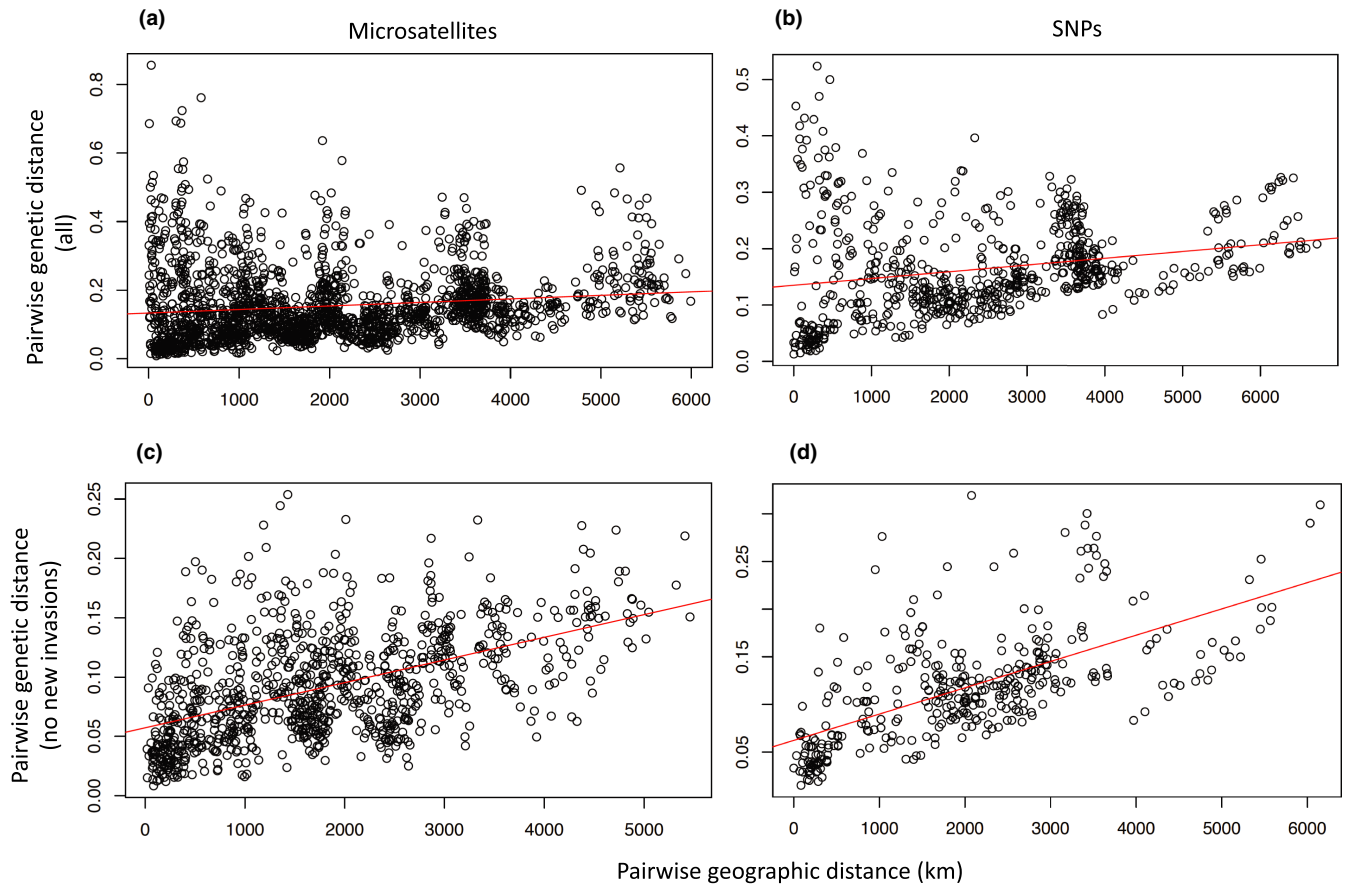 (a)
Microsatellites
(b)
SNPs
Pairwise genetic distance
(all)
0.0 0.2 0.4 0.6 0.8
0 1000 2000 3000 4000 5000 6000
0.0 0.1 0.2 0.3 0.4 0.5
0 1000 2000 3000 4000 5000 6000
(c)
(d)
Pairwise genetic distance
(no new invasions)
0.00 0.05 0.10 0.15 0.20 0.25
0 1000 2000 3000 4000 5000
0.05 0.15 0.25
0 1000 2000 3000 4000 5000 6000
Pairwise geographic distance (km)